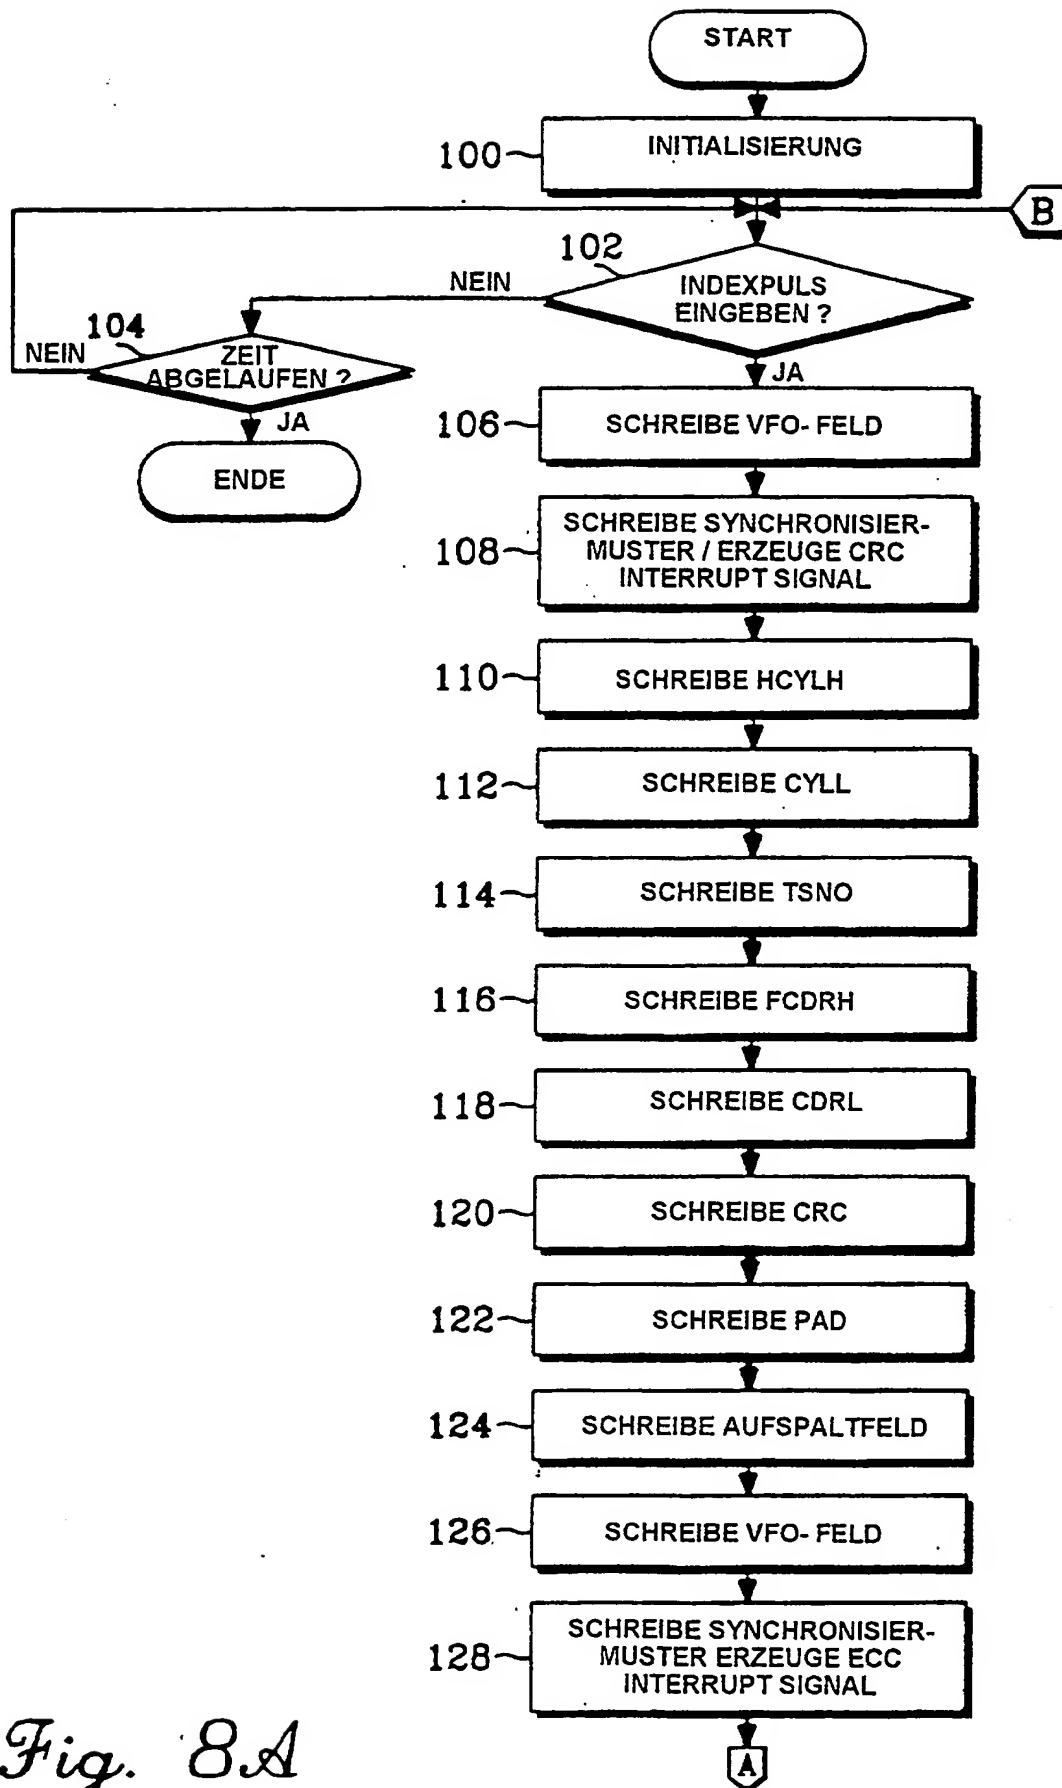 START
100
INITIALISIERUNG
B
102
NEIN
INDEXPULS
EINGEBEN ?
104
NEIN
ZEIT
ABGELAUFEN ?
JA
JA
ENDE
106
SCHREIBE VFO- FELD
108
SCHREIBE SYNCHRONISIER-
MUSTER / ERZEUGE CRC
INTERRUPT SIGNAL
110
SCHREIBE HCYLH
112
SCHREIBE CYLL
114
SCHREIBE TSNO
116
SCHREIBE FCDRH
118
SCHREIBE CDRL
120
SCHREIBE CRC
122
SCHREIBE PAD
124
SCHREIBE AUFSPALTFELD
126
SCHREIBE VFO- FELD
128
SCHREIBE SYNCHRONISIER-
MUSTER ERZEUGE ECC
INTERRUPT SIGNAL
A
Fig. 8A